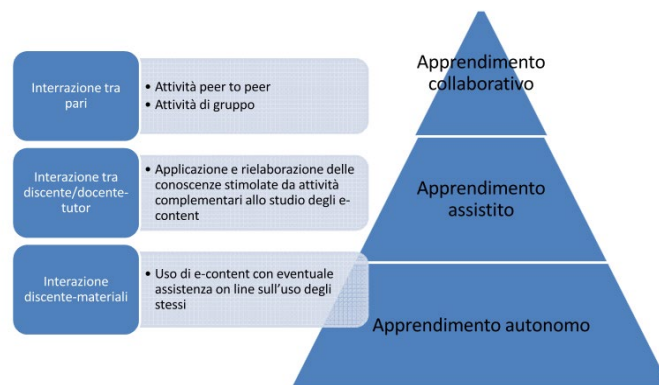 Interrazione tra
pari
• Attività peer to peer
• Attività di gruppo
Apprendimento
collaborativo
Interazione tra
discente/docente-
tutor
• Applicazione e rielaborazione delle
conoscenze stimolate da attività
complementari allo studio degli e-
content
Apprendimento
assistito
Interazione
discente-materiali
• Uso di e-content con eventuale
assistenza on line sull'uso degli
stessi
Apprendimento autonomo